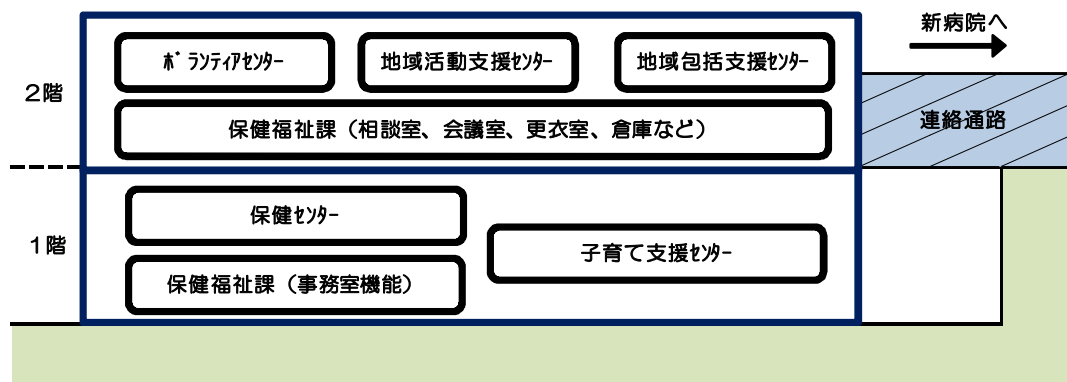 新病院へ
ﾎﾞﾗﾝﾃｨｱｾﾝﾀｰ
地域活動支援ｾﾝﾀｰ
地域包括支援ｾﾝﾀｰ
2階
連絡通路
保健福祉課（相談室、会議室、更衣室、倉庫など）
保健ｾﾝﾀｰ
1階
子育て支援ｾﾝﾀｰ
保健福祉課（事務室機能）